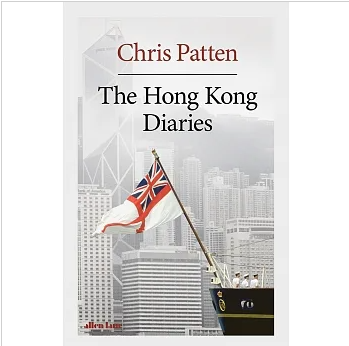 Chris Patten
The Hong Kong
Diaries
Allen Lane